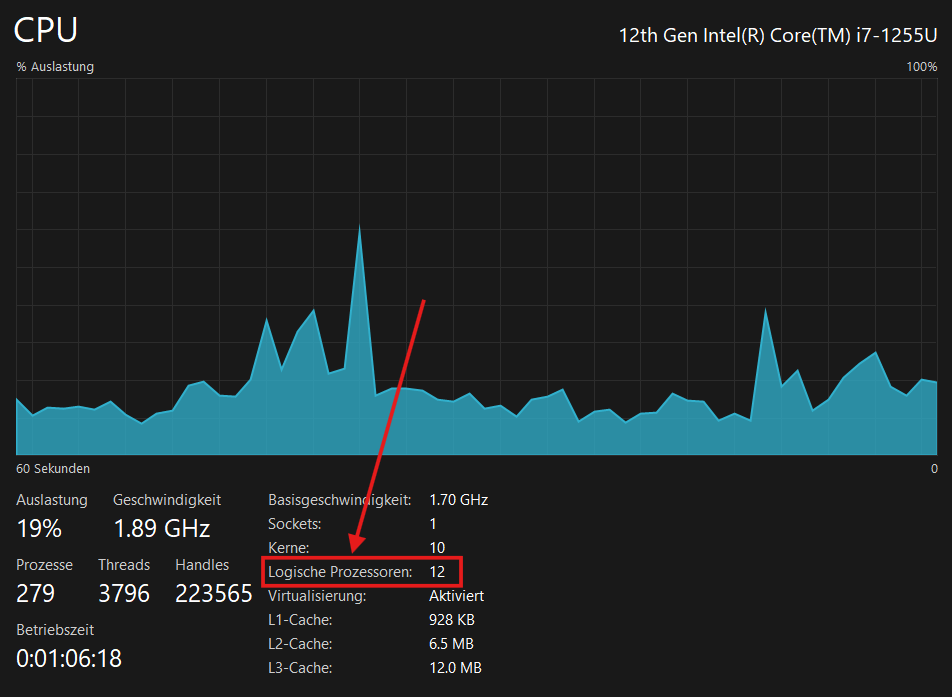 CPU
12th Gen Intel(R) Core(TM) i7-1255U
% Auslastung 100%
60 Sekunden 0
Auslastung Geschwindigkeit
19% 1.89 GHz
Prozesse Threads Handles
279 3796 223565
Betriebszeit
0:01:06:18
Basisgeschwindigkeit: 1.70 GHz
Sockets: 1
Kerne: 10
Logische Prozessoren: 12
Virtualisierung: Aktiviert
L1-Cache: 928 KB
L2-Cache: 6.5 MB
L3-Cache: 12.0 MB